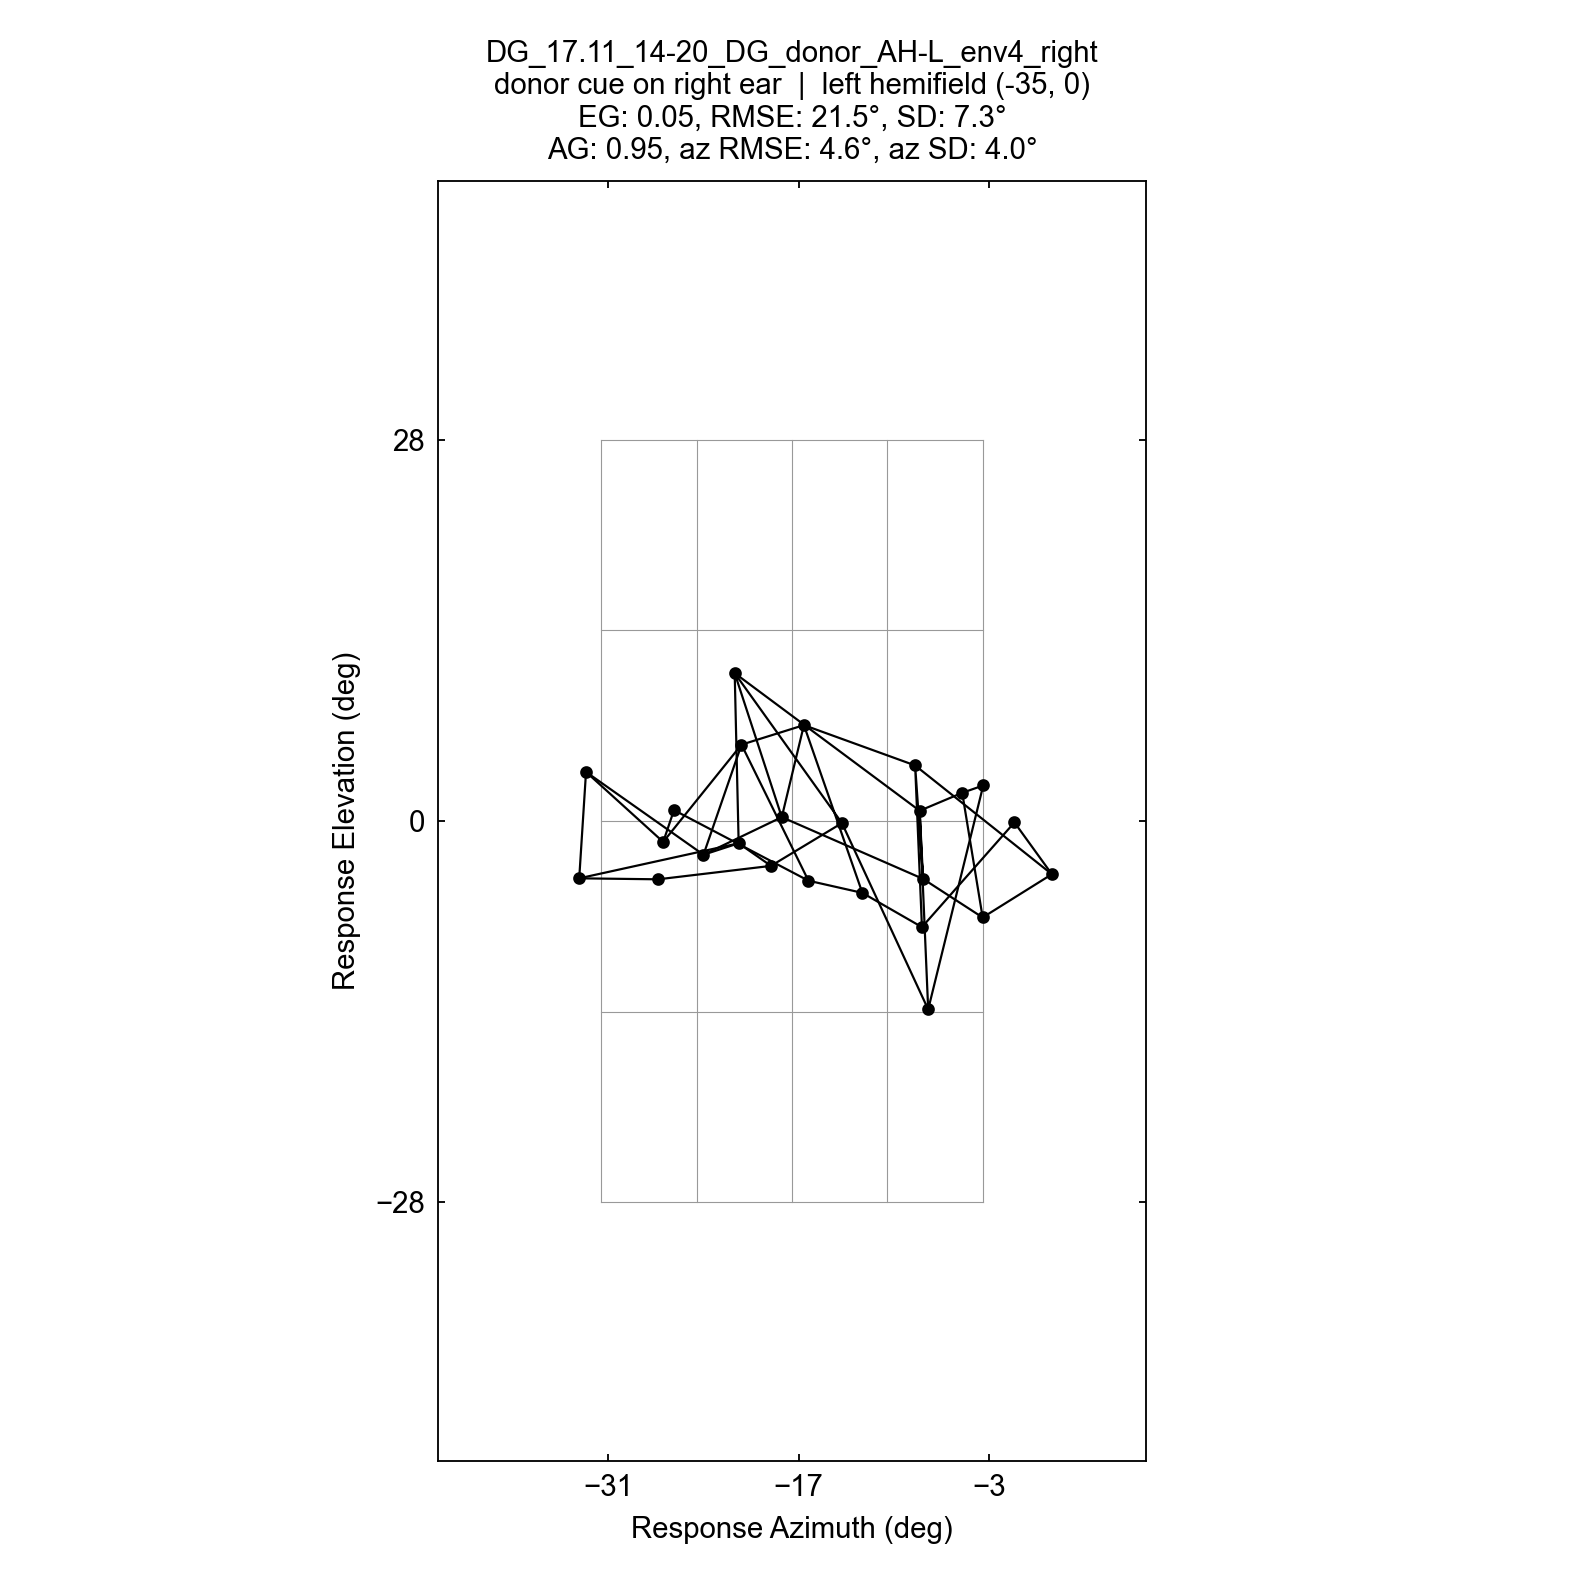 DG_17.11_14-20_DG_donor_AH-L_env4_right
donor cue on right ear | left hemifield (-35, 0)
EG: 0.05, RMSE: 21.5°, SD: 7.3°
AG: 0.95, az RMSE: 4.6°, az SD: 4.0°
28
0
−28
Response Elevation (deg)
−31
−17
−3
Response Azimuth (deg)